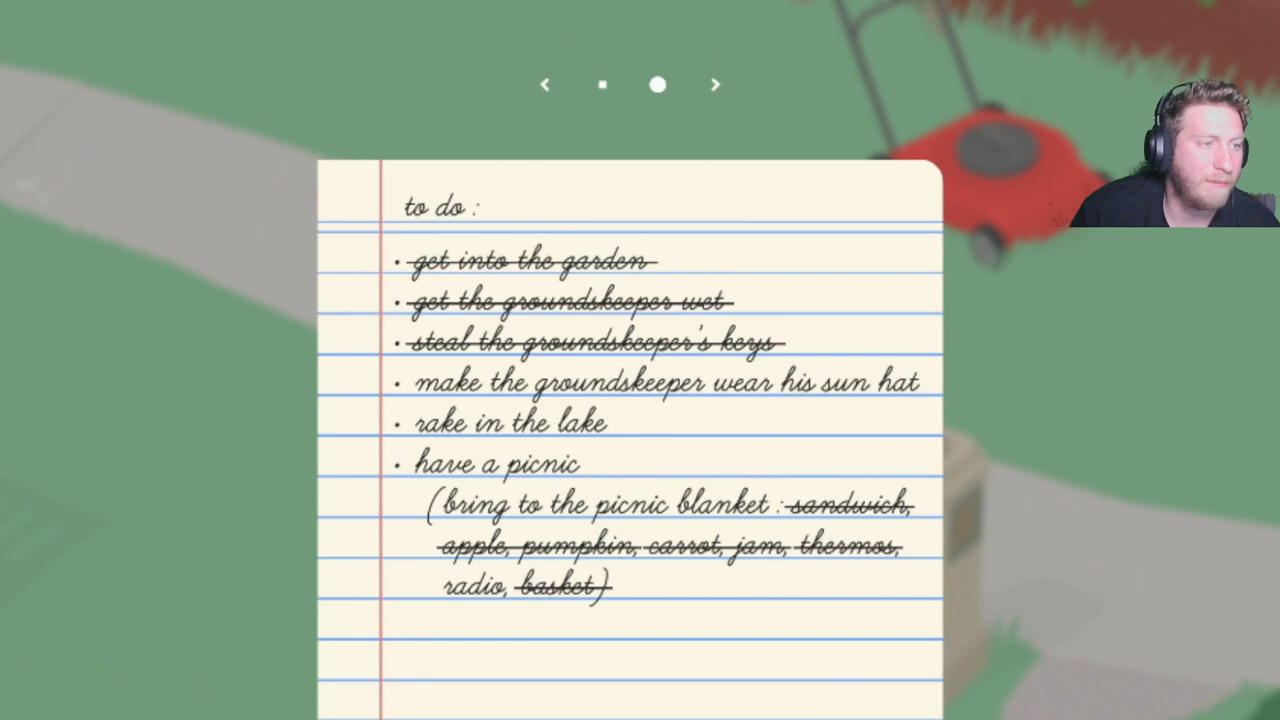 to do :
• get into the garden
• get the groundskeeper wet
• steal the groundskeeper's keys
• make the groundskeeper wear his sun hat
• rake in the lake
• have a picnic
(bring to the picnic blanket : sandwich,
apple, pumpkin, carrot, jam, thermos,
radio, basket)